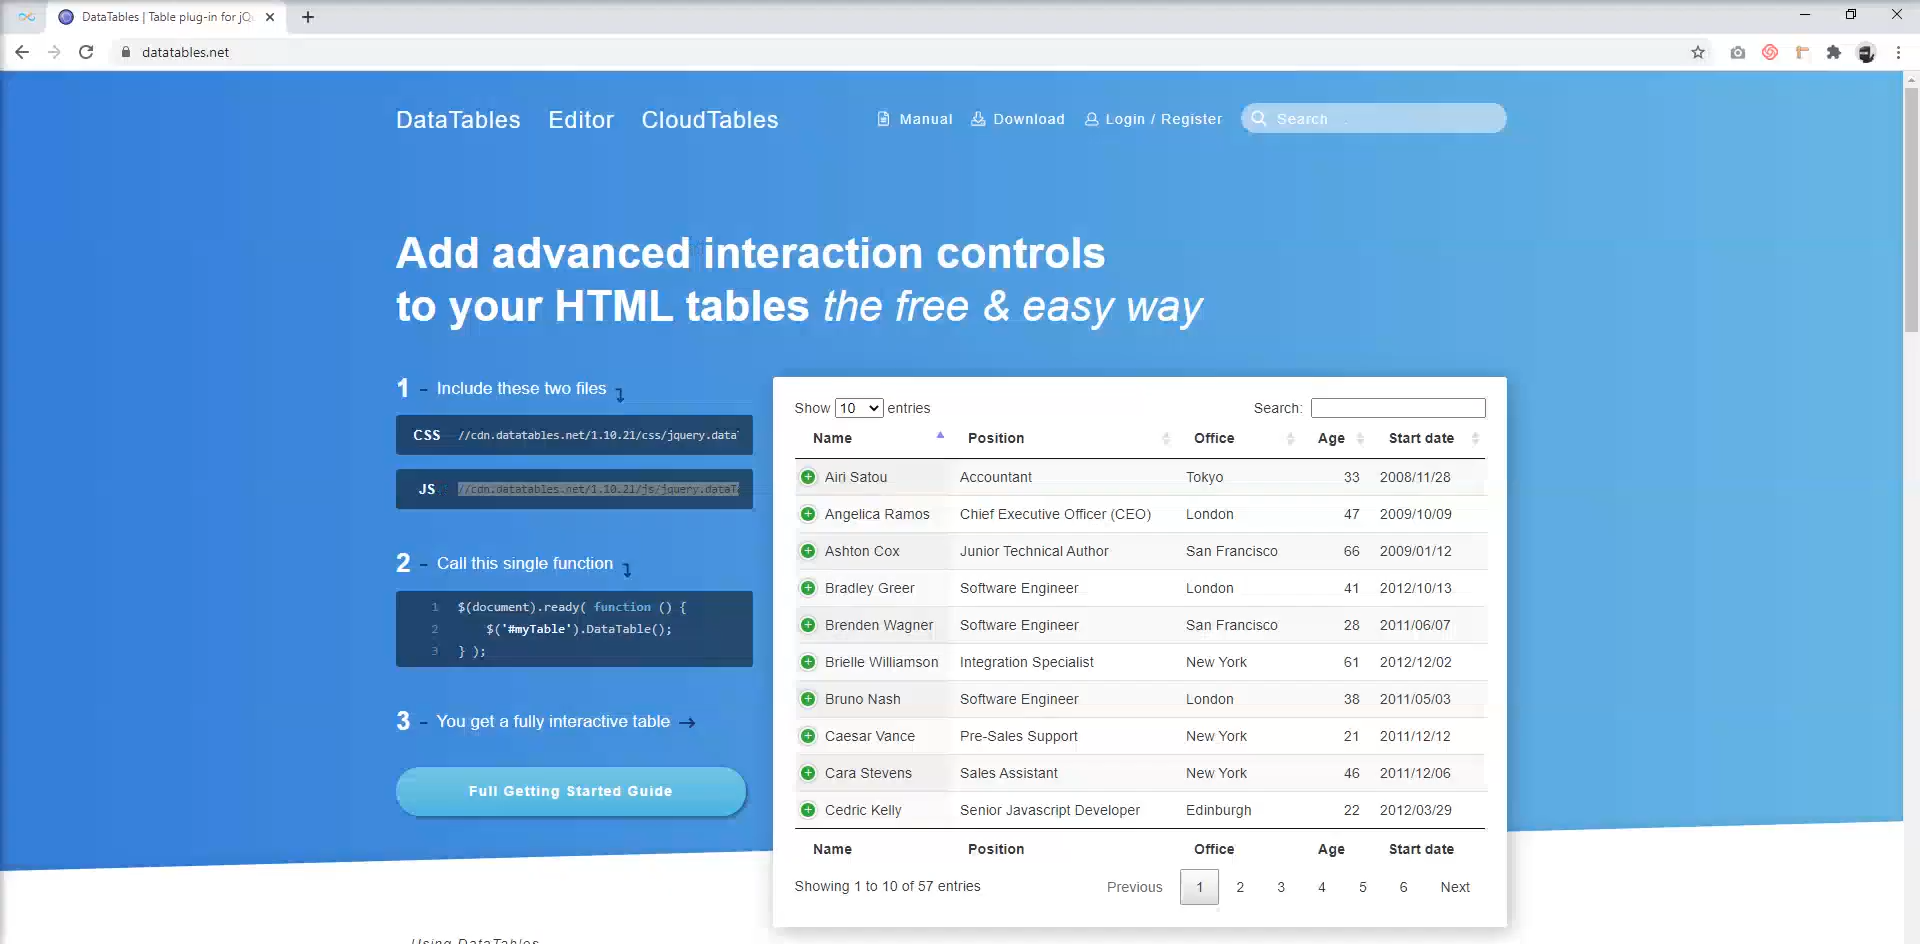 DataTables | Table plug-in for jQu
datatables.net
DataTables Editor CloudTables Manual Download Login / Register Search
Add advanced interaction controls
to your HTML tables the free & easy way
1 - Include these two files
CSS //cdn.datatables.net/1.10.21/css/jquery.data
JS //cdn.datatables.net/1.10.21/js/jquery.dataTa
2 - Call this single function
1 $(document).ready( function () {
2 $('#myTable').DataTable();
3 } );
3 - You get a fully interactive table →
Full Getting Started Guide
Show 10 entries Search:
Name Position Office Age Start date
Airi Satou Accountant Tokyo 33 2008/11/28
Angelica Ramos Chief Executive Officer (CEO) London 47 2009/10/09
Ashton Cox Junior Technical Author San Francisco 66 2009/01/12
Bradley Greer Software Engineer London 41 2012/10/13
Brenden Wagner Software Engineer San Francisco 28 2011/06/07
Brielle Williamson Integration Specialist New York 61 2012/12/02
Bruno Nash Software Engineer London 38 2011/05/03
Caesar Vance Pre-Sales Support New York 21 2011/12/12
Cara Stevens Sales Assistant New York 46 2011/12/06
Cedric Kelly Senior Javascript Developer Edinburgh 22 2012/03/29
Name Position Office Age Start date
Showing 1 to 10 of 57 entries Previous 1 2 3 4 5 6 Next
Using DataTables